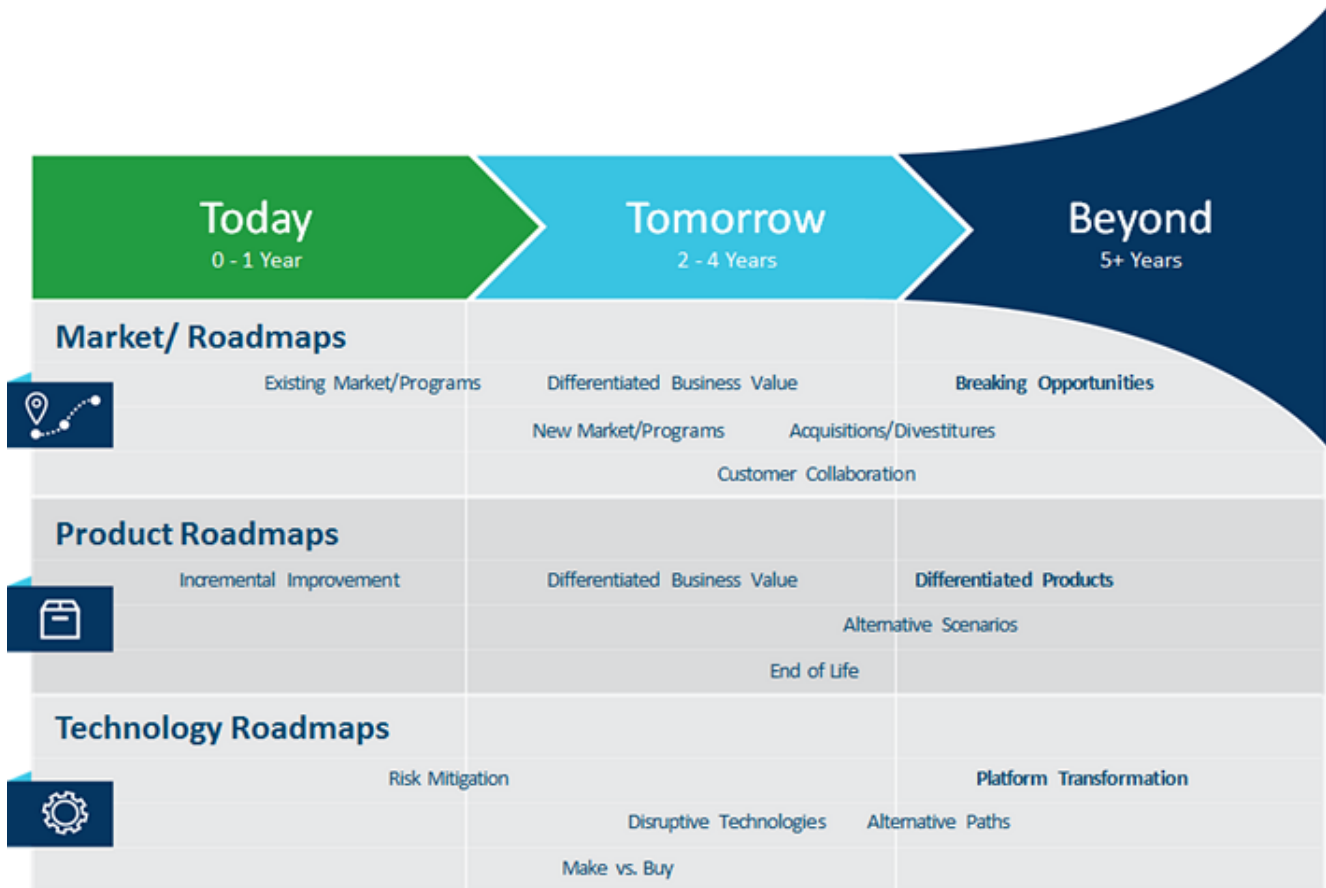 Today
0 - 1 Year
Tomorrow
2 - 4 Years
Beyond
5+ Years
Market/ Roadmaps
Existing Market/Programs
Differentiated Business Value
Breaking Opportunities
New Market/Programs
Acquisitions/Divestitures
Customer Collaboration
Product Roadmaps
Incremental Improvement
Differentiated Business Value
Differentiated Products
Alternative Scenarios
End of Life
Technology Roadmaps
Risk Mitigation
Platform Transformation
Disruptive Technologies
Alternative Paths
Make vs. Buy